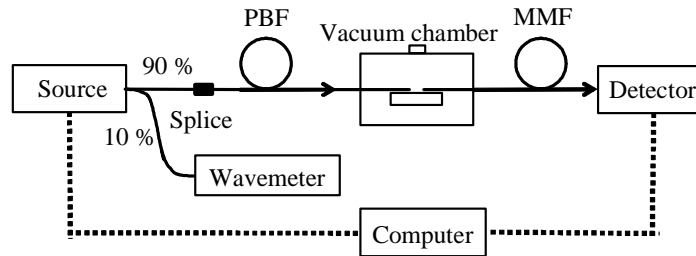 PBF
Vacuum chamber
MMF
90 %
Source
Splice
Detector
10 %
Wavemeter
Computer